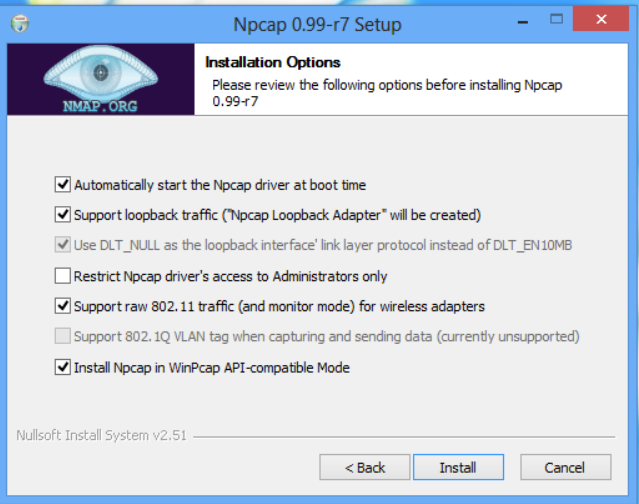 Npcap 0.99-r7 Setup
NMAP.ORG
Installation Options
Please review the following options before installing Npcap
0.99-r7
Automatically start the Npcap driver at boot time
Support loopback traffic ("Npcap Loopback Adapter" will be created)
Use DLT_NULL as the loopback interface' link layer protocol instead of DLT_EN10MB
Restrict Npcap driver's access to Administrators only
Support raw 802.11 traffic (and monitor mode) for wireless adapters
Support 802.1Q VLAN tag when capturing and sending data (currently unsupported)
Install Npcap in WinPcap API-compatible Mode
Nullsoft Install System v2.51
< Back
Install
Cancel